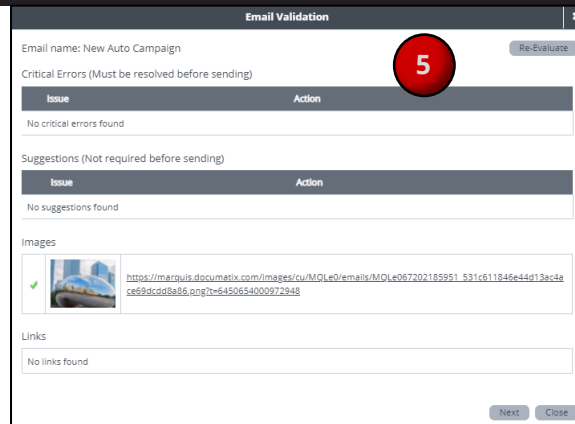 Email Validation
Email name: New Auto Campaign
Re-Evaluate
5
Critical Errors (Must be resolved before sending)
Issue Action
No critical errors found
Suggestions (Not required before sending)
Issue Action
No suggestions found
Images
https://marquis.documatix.com/images/cu/MQLe0/emails/MQLe067202185951_531c611846e44d13ac4a
ce69dcdd8a86.png?t=6450654000972948
Links
No links found
Next Close